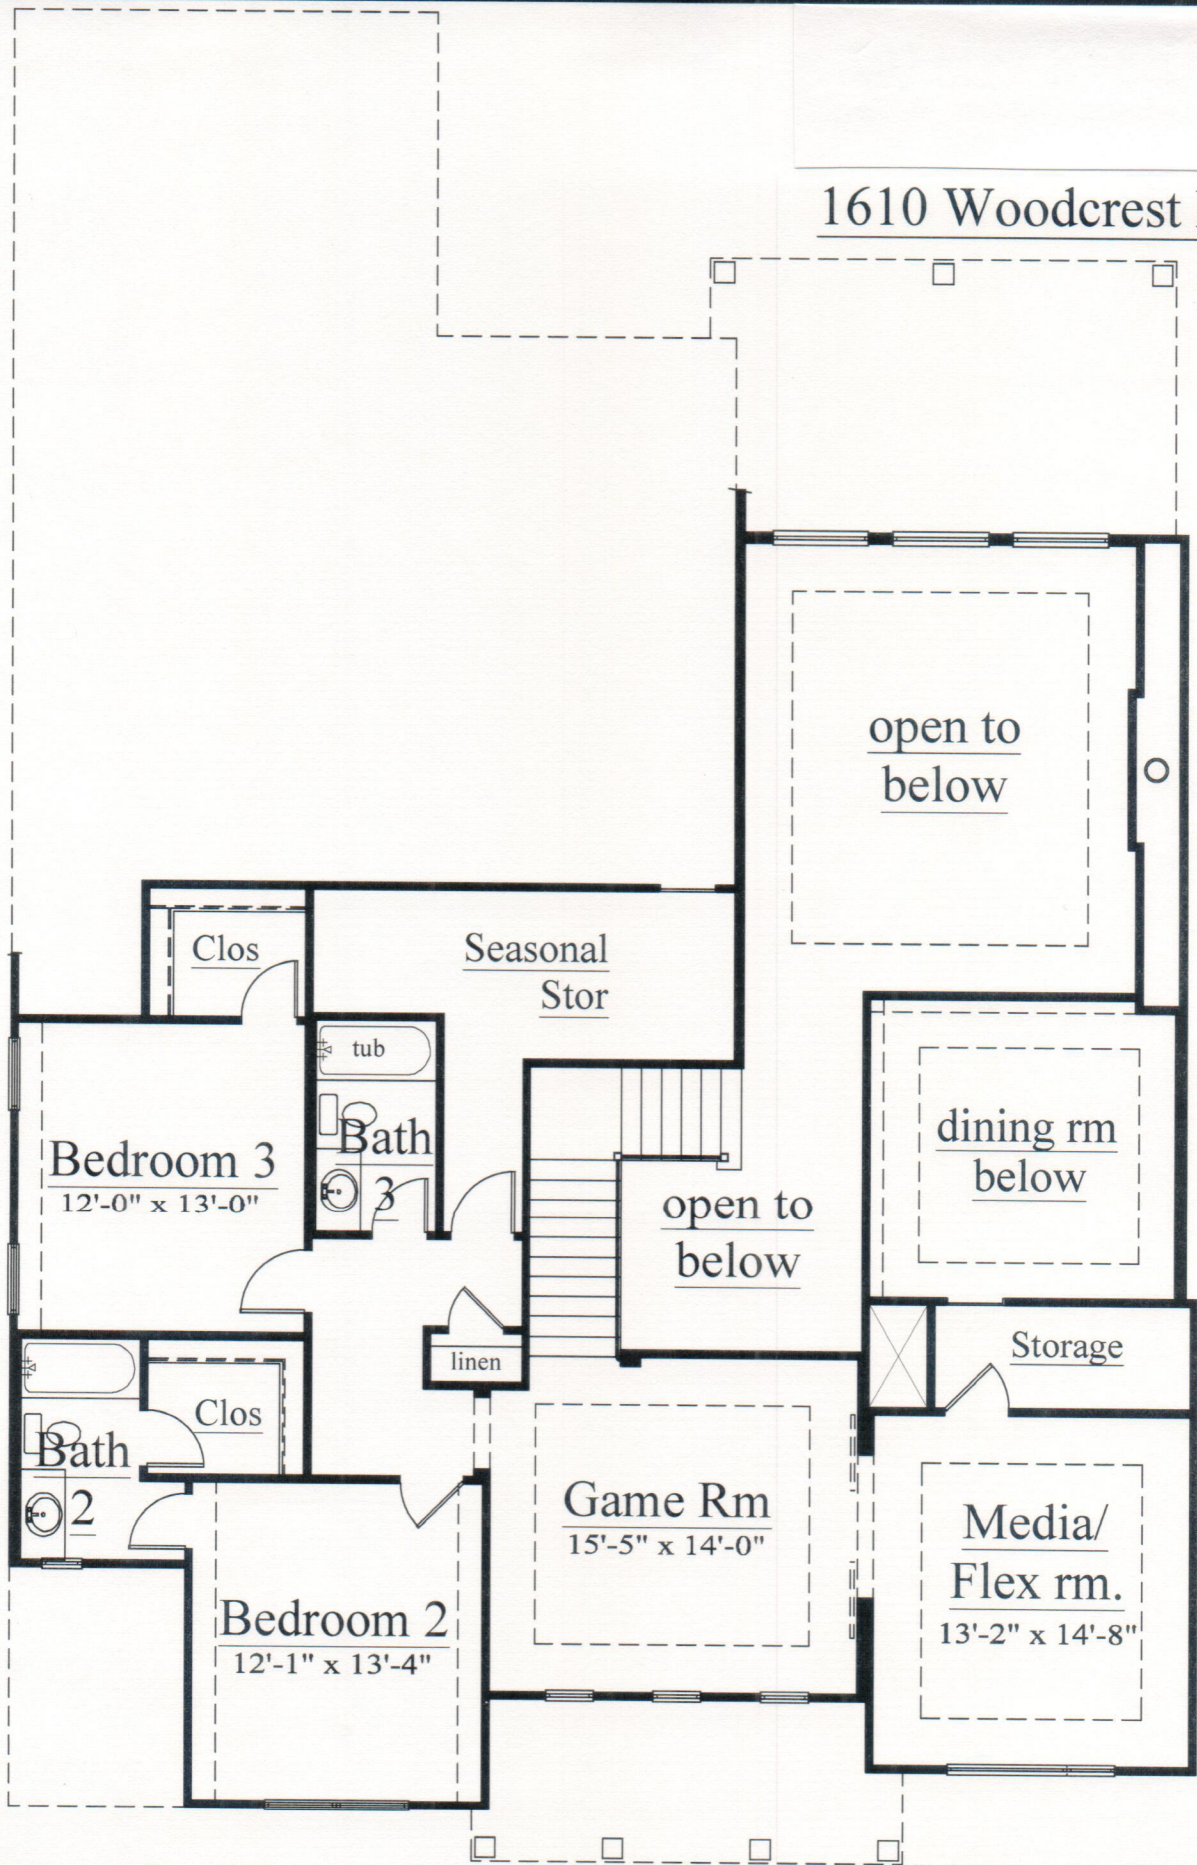 1610 Woodcrest
open to
below
Clos
Seasonal
Stor
tub
Bedroom 3
12'-0" x 13'-0"
Bath
3
dining rm
below
open to
below
Storage
linen
Clos
Bath
2
Game Rm
15'-5" x 14'-0"
Media/
Flex rm.
13'-2" x 14'-8"
Bedroom 2
12'-1" x 13'-4"